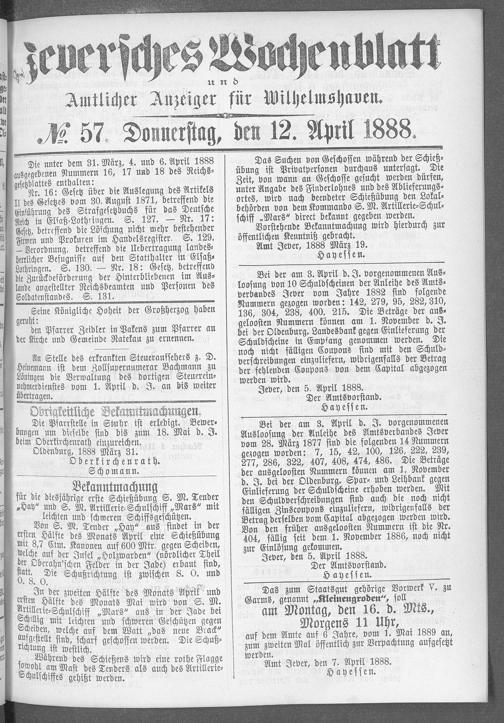 Jeversches Wochenblatt
und
Amtlicher Anzeiger für Wilhelmshaven.
№. 57. Donnerstag, den 12. April 1888.
Die unter dem 31. März, 4. und 6. April 1888
ausgegebenen Nummern 16, 17 und 18 des Reichs-
gesetzblattes enthalten:
Nr. 16: Gesetz über die Auslegung des Artikels
II des Gesetzes vom 30. August 1871, betreffend die
Einführung des Strafgesetzbuchs für das Deutsche
Reich in Elsaß-Lothringen. S. 127. — Nr. 17:
Gesetz, betreffend die Löschung nicht mehr bestehender
Firmen und Prokuren im Handelsregister. S. 129.
— Verordnung, betreffend die Uebertragung landes-
herrlicher Befugnisse auf den Statthalter in Elsaß-
Lothringen. S. 130. — Nr. 18: Gesetz, betreffend
die Zurückbeförderung der Hinterbliebenen im Aus-
lande angestellter Reichsbeamten und Personen des
Soldatenstandes. S. 131.
Seine Königliche Hoheit der Großherzog haben
geruht:
den Pfarrer Zeidler in Pakens zum Pfarrer an
der Kirche und Gemeinde Ratekau zu ernennen.
An Stelle des erkrankten Steueraufsehers z. D.
Heinemann ist dem Zollsupernumerar Bachmann zu
Löningen die Verwaltung des dortigen Steuerein-
nehmerdienstes vom 1. April d. J. an bis weiter
übertragen.
Obrigkeitliche Bekanntmachungen.
Die Pfarrstelle in Stuhr ist erledigt. Bewer-
bungen um dieselbe sind bis zum 18. Mai d. J.
beim Oberkirchenrath einzureichen.
Oldenburg, 1888 März 31.
Oberkirchenrath.
Schomann.
Bekanntmachung
für die diesjährige erste Schießübung S. M. Tender
„Hay" und S. M. Artillerie-Schulschiff „Mars" mit
leichten und schweren Schiffsgeschützen.
Von S. M. Tender „Hay" aus findet in der
ersten Hälfte des Monats April eine Schießübung
mit 8,7 Ctm. Kanonen auf 600 Mtr. gegen Scheiben,
welche auf der Insel „Holzwarden" (nördlicher Theil
der Oberahn'schen Felder in der Jade) erbaut sind,
statt. Die Schußrichtung ist zwischen S. O. und
O. S. O.
In der zweiten Hälfte des Monats April und
ersten Hälfte des Monats Mai wird von S. M.
Artillerie-Schulschiff „Mars" aus in der Jade bei
Schillig mit leichten und schweren Geschützen gegen
Scheiben, welche auf dem Watt „das neue Brack"
aufgestellt sind, scharf geschossen werden. Die Schuß-
richtung ist westlich.
Während des Schießens wird eine rothe Flagge
sowohl am Mast des Tenders als auch des Artillerie-
Schulschiffes gehißt werden.
Das Suchen von Geschossen während der Schieß-
übung ist Privatpersonen durchaus untersagt. Die
Zeit, von wann an Geschosse gesucht werden dürfen,
unter Angabe des Finderlohnes und des Ablieferungs-
ortes, wird nach beendeter Schießübung den Lokal-
behörden von dem Kommando S. M. Artillerie-Schul-
schiff „Mars" direkt bekannt gegeben werden.
Vorstehende Bekanntmachung wird hierdurch zur
öffentlichen Kenntniß gebracht.
Amt Jever, 1888 März 19.
Hayessen.
Bei der am 3. April d. J. vorgenommenen Aus-
loosung von 10 Schuldscheinen der Anleihe des Amts-
verbandes Jever vom Jahre 1882 sind folgende
Nummern gezogen worden: 142, 279, 95, 282, 310,
136, 304, 238, 400, 215. Die Beträge der aus-
geloosten Nummern können am 1. November d. J.
bei der Oldenburg. Landesbank gegen Einlieferung der
Schuldscheine in Empfang genommen werden. Die
noch nicht fälligen Coupons sind mit den Schuld-
verschreibungen einzuliefern, widrigenfalls der Betrag
der fehlenden Coupons von dem Capital abgezogen
werden wird.
Jever, den 5. April 1888.
Der Amtsvorstand.
Hayessen.
Bei der am 3. April d. J. vorgenommenen
Ausloosung der Anleihe des Amtsverbandes Jever
vom 28. März 1877 sind die folgenden 14 Nummern
gezogen worden: 7, 15, 42, 100, 126, 222, 239,
277, 286, 322, 407, 408, 474, 486. Die Beträge
der ausgeloosten Nummern können am 1. November
d. J. bei der Oldenburg. Spar- und Leihbank gegen
Einlieferung der Schuldscheine erhoben werden. Mit
den Schuldverschreibungen sind auch die noch nicht
fälligen Zinscoupons einzuliefern, widrigenfalls der
Betrag derselben vom Capital abgezogen werden wird.
Von den früher ausgeloosten Nummern ist die Nr.
404, fällig seit dem 1. November 1886, noch nicht
zur Einlösung gekommen.
Jever, den 5. April 1888.
Der Amtsvorstand.
Hayessen.
Das zum Staatsgut gehörige Vorwerk V. zu
Garms, genannt „Kleinengroden", soll
am Montag, den 16. d. Mts.,
Morgens 11 Uhr,
auf dem Amte auf 6 Jahre, vom 1. Mai 1889 an,
zum zweiten Mal öffentlich zur Verpachtung aufgesetzt
werden.
Amt Jever, den 7. April 1888.
Hayessen.